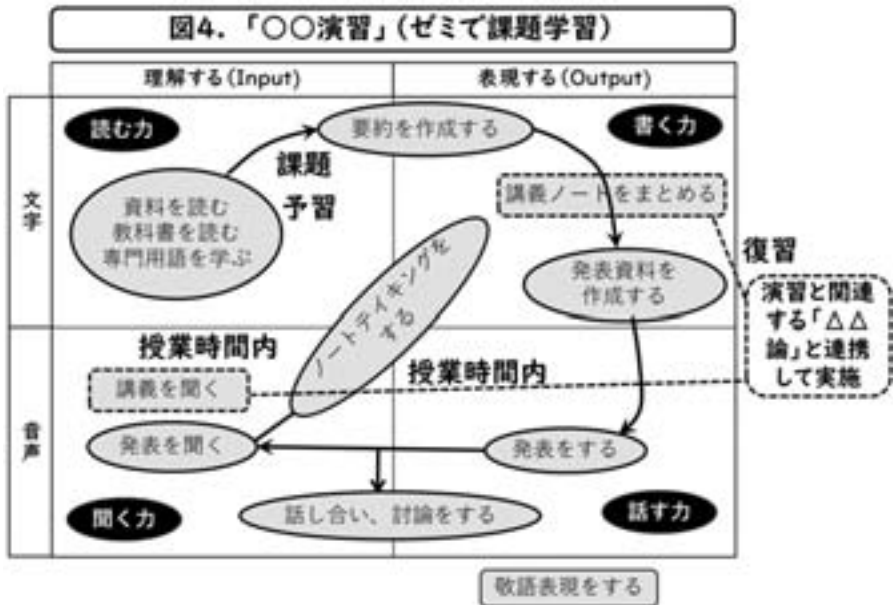 図4.「○○演習」(ゼミで課題学習)
理解する(Input)
表現する(Output)
文字
読む力
要約を作成する
書く力
課題
予習
資料を読む
教科書を読む
専門用語を学ぶ
講義ノートをまとめる
復習
発表資料を
作成する
演習と関連
する「△△
論」と連携
して実施
ノートテイキングを
する
音声
授業時間内
授業時間内
講義を聞く
発表を聞く
発表をする
聞く力
話し合い、討論をする
話す力
敬語表現をする